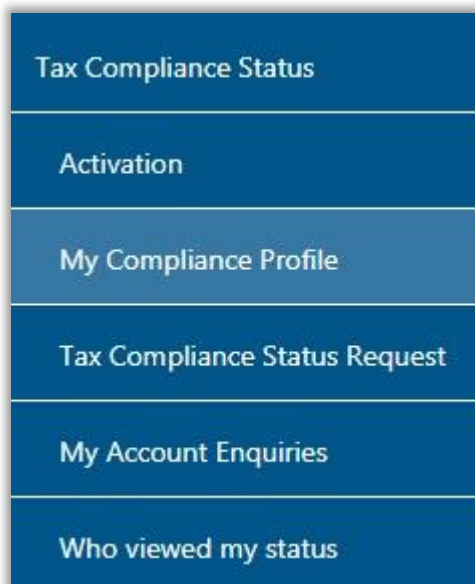 Tax Compliance Status
Activation
My Compliance Profile
Tax Compliance Status Request
My Account Enquiries
Who viewed my status